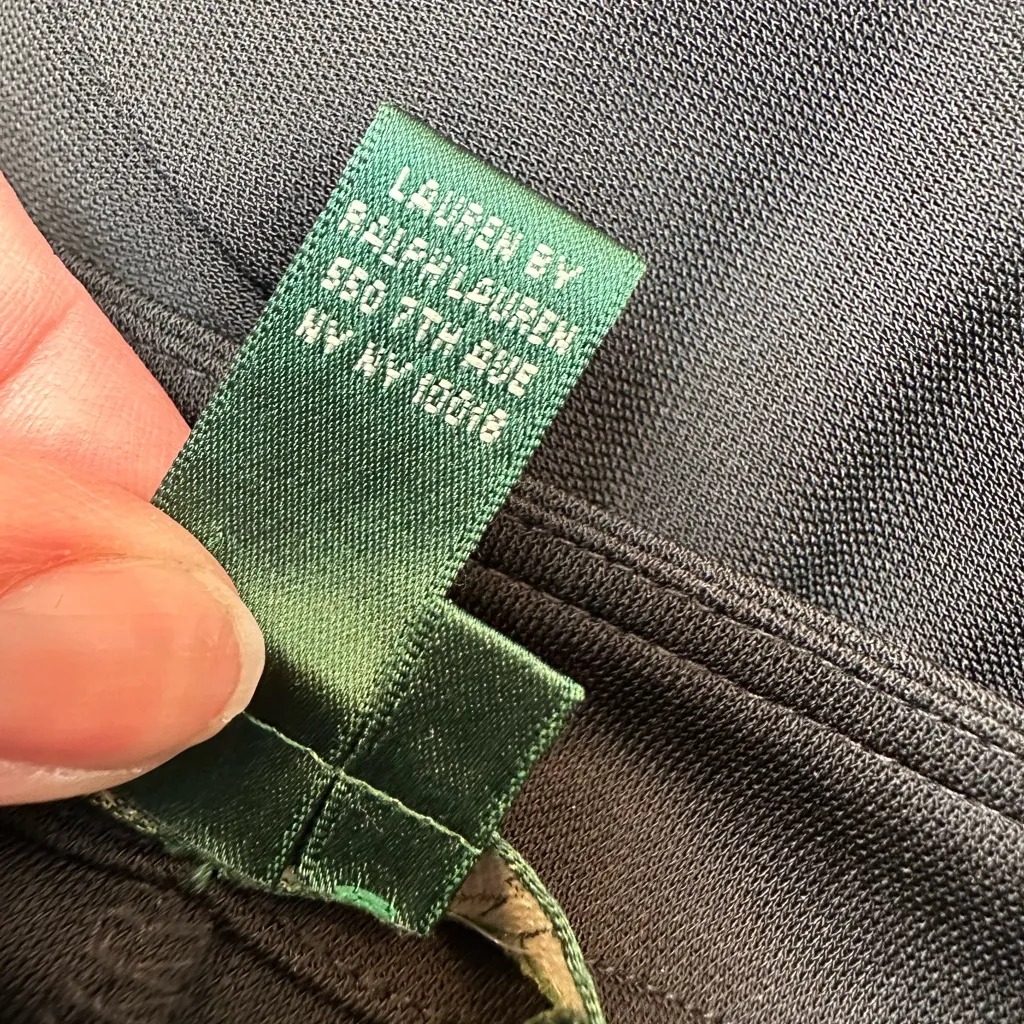 LAUREN BY
RALPH LAUREN
550 7TH AVE
NY NY 10018